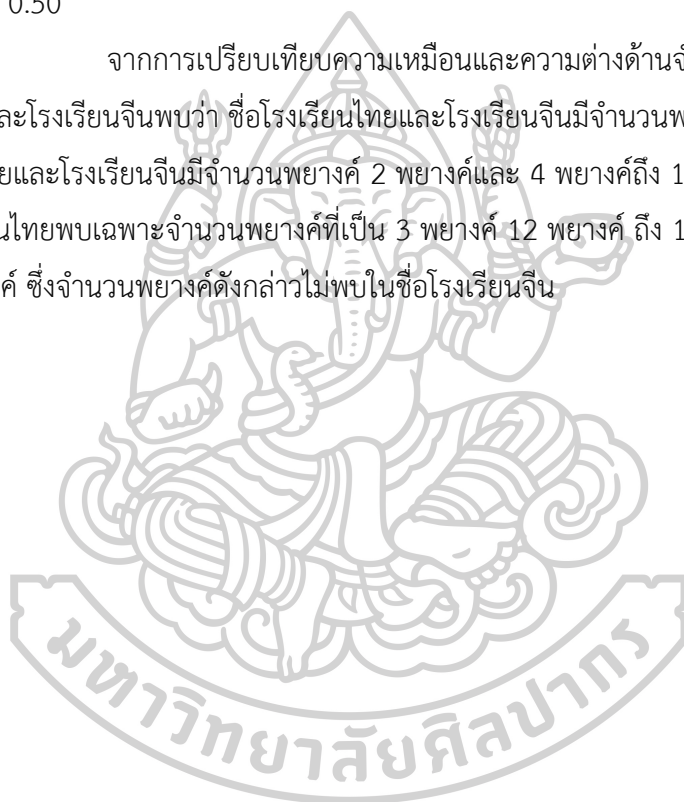 0.50
จากการเปรียบเทียบความเหมือนและความต่างด้านจำ
ละโรงเรียนจีนพบว่า ชื่อโรงเรียนไทยและโรงเรียนจีนมีจำนวนพ
ยและโรงเรียนจีนมีจำนวนพยางค์ 2 พยางค์และ 4 พยางค์ถึง 1
นไทยพบเฉพาะจำนวนพยางค์ที่เป็น 3 พยางค์ 12 พยางค์ ถึง 1
ค์ ซึ่งจำนวนพยางค์ดังกล่าวไม่พบในชื่อโรงเรียนจีน
มหาวิทยาลัยศิลปากร